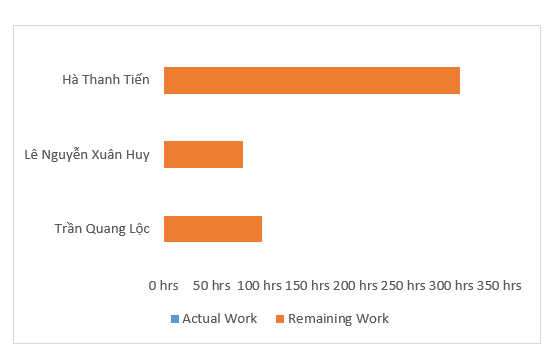 Hà Thanh Tiến
Lê Nguyễn Xuân Huy
Trần Quang Lộc
0 hrs 50 hrs 100 hrs 150 hrs 200 hrs 250 hrs 300 hrs 350 hrs
Actual Work Remaining Work